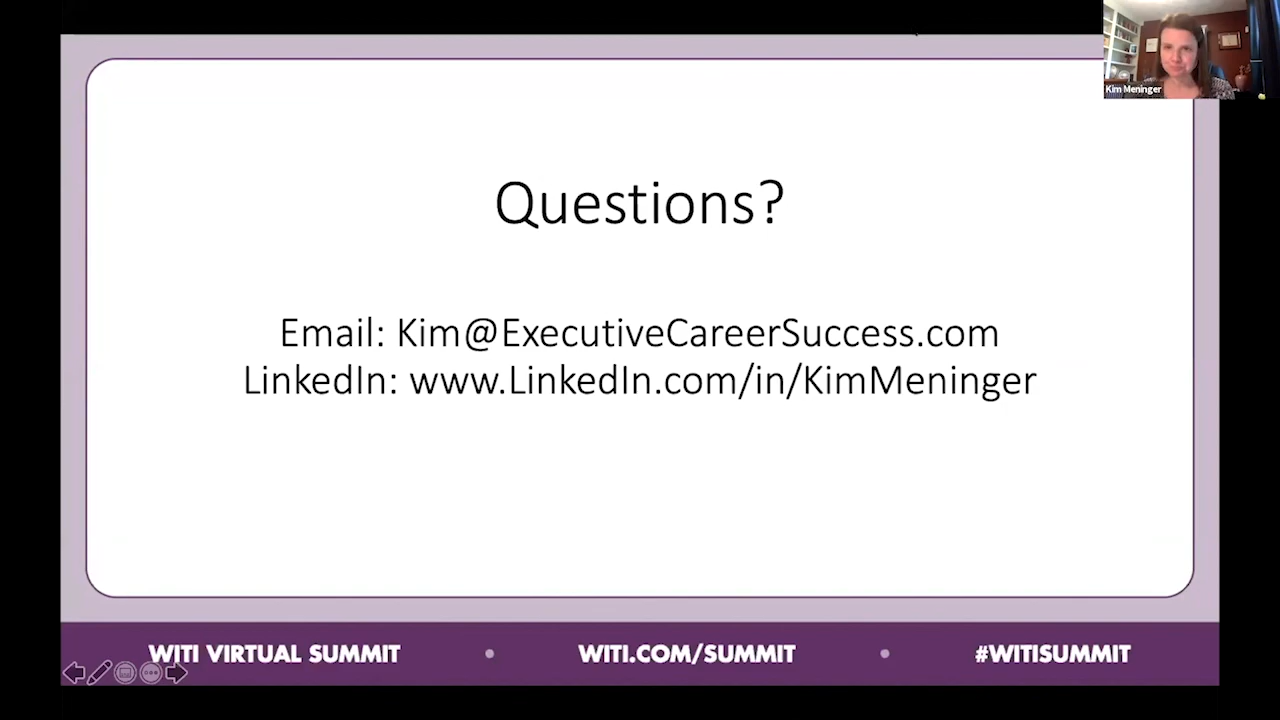 Kim Meninger
Questions?
Email: Kim@ExecutiveCareerSuccess.com
LinkedIn: www.LinkedIn.com/in/KimMeninger
WITI VIRTUAL SUMMIT • WITI.COM/SUMMIT • #WITISUMMIT